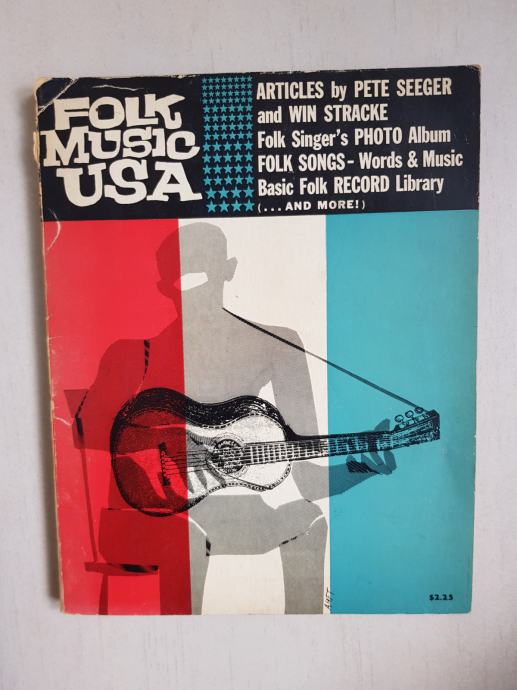 FOLK
MUSIC
USA
ARTICLES by PETE SEEGER
and WIN STRACKE
Folk Singer's PHOTO Album
FOLK SONGS - Words & Music
Basic Folk RECORD Library
(...AND MORE!)
$2.25